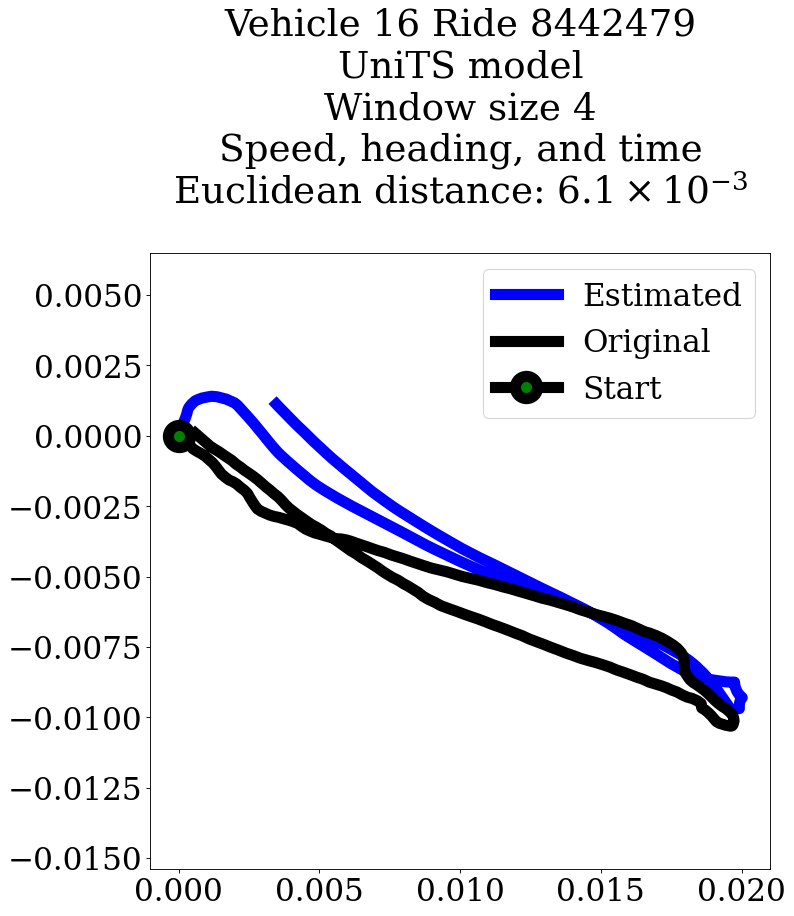 Vehicle 16 Ride 8442479
UniTS model
Window size 4
Speed, heading, and time
Euclidean distance: 6.1 × 10⁻³
Estimated
Original
Start
0.0050
0.0025
0.0000
−0.0025
−0.0050
−0.0075
−0.0100
−0.0125
−0.0150
0.000 0.005 0.010 0.015 0.020